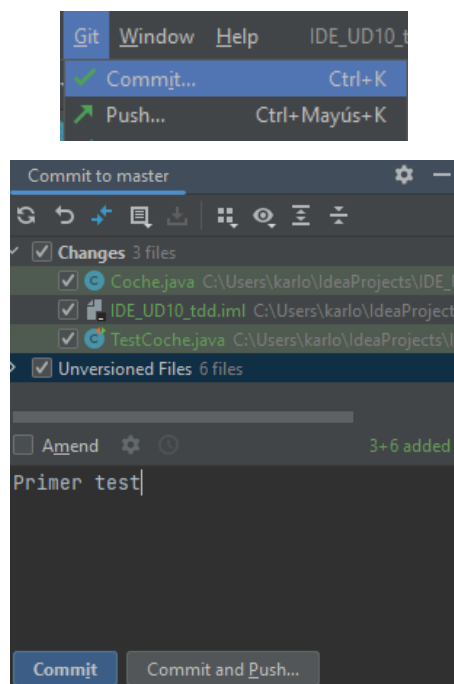 Git Window Help IDE_UD10_t
Commit... Ctrl+K
Push... Ctrl+Mayús+K
Commit to master
Changes 3 files
Coche.java C:\Users\karlo\IdeaProjects\IDE_
IDE_UD10_tdd.iml C:\Users\karlo\IdeaProject
TestCoche.java C:\Users\karlo\IdeaProjects\I
Unversioned Files 6 files
Amend 3+6 added
Primer test
Commit Commit and Push...